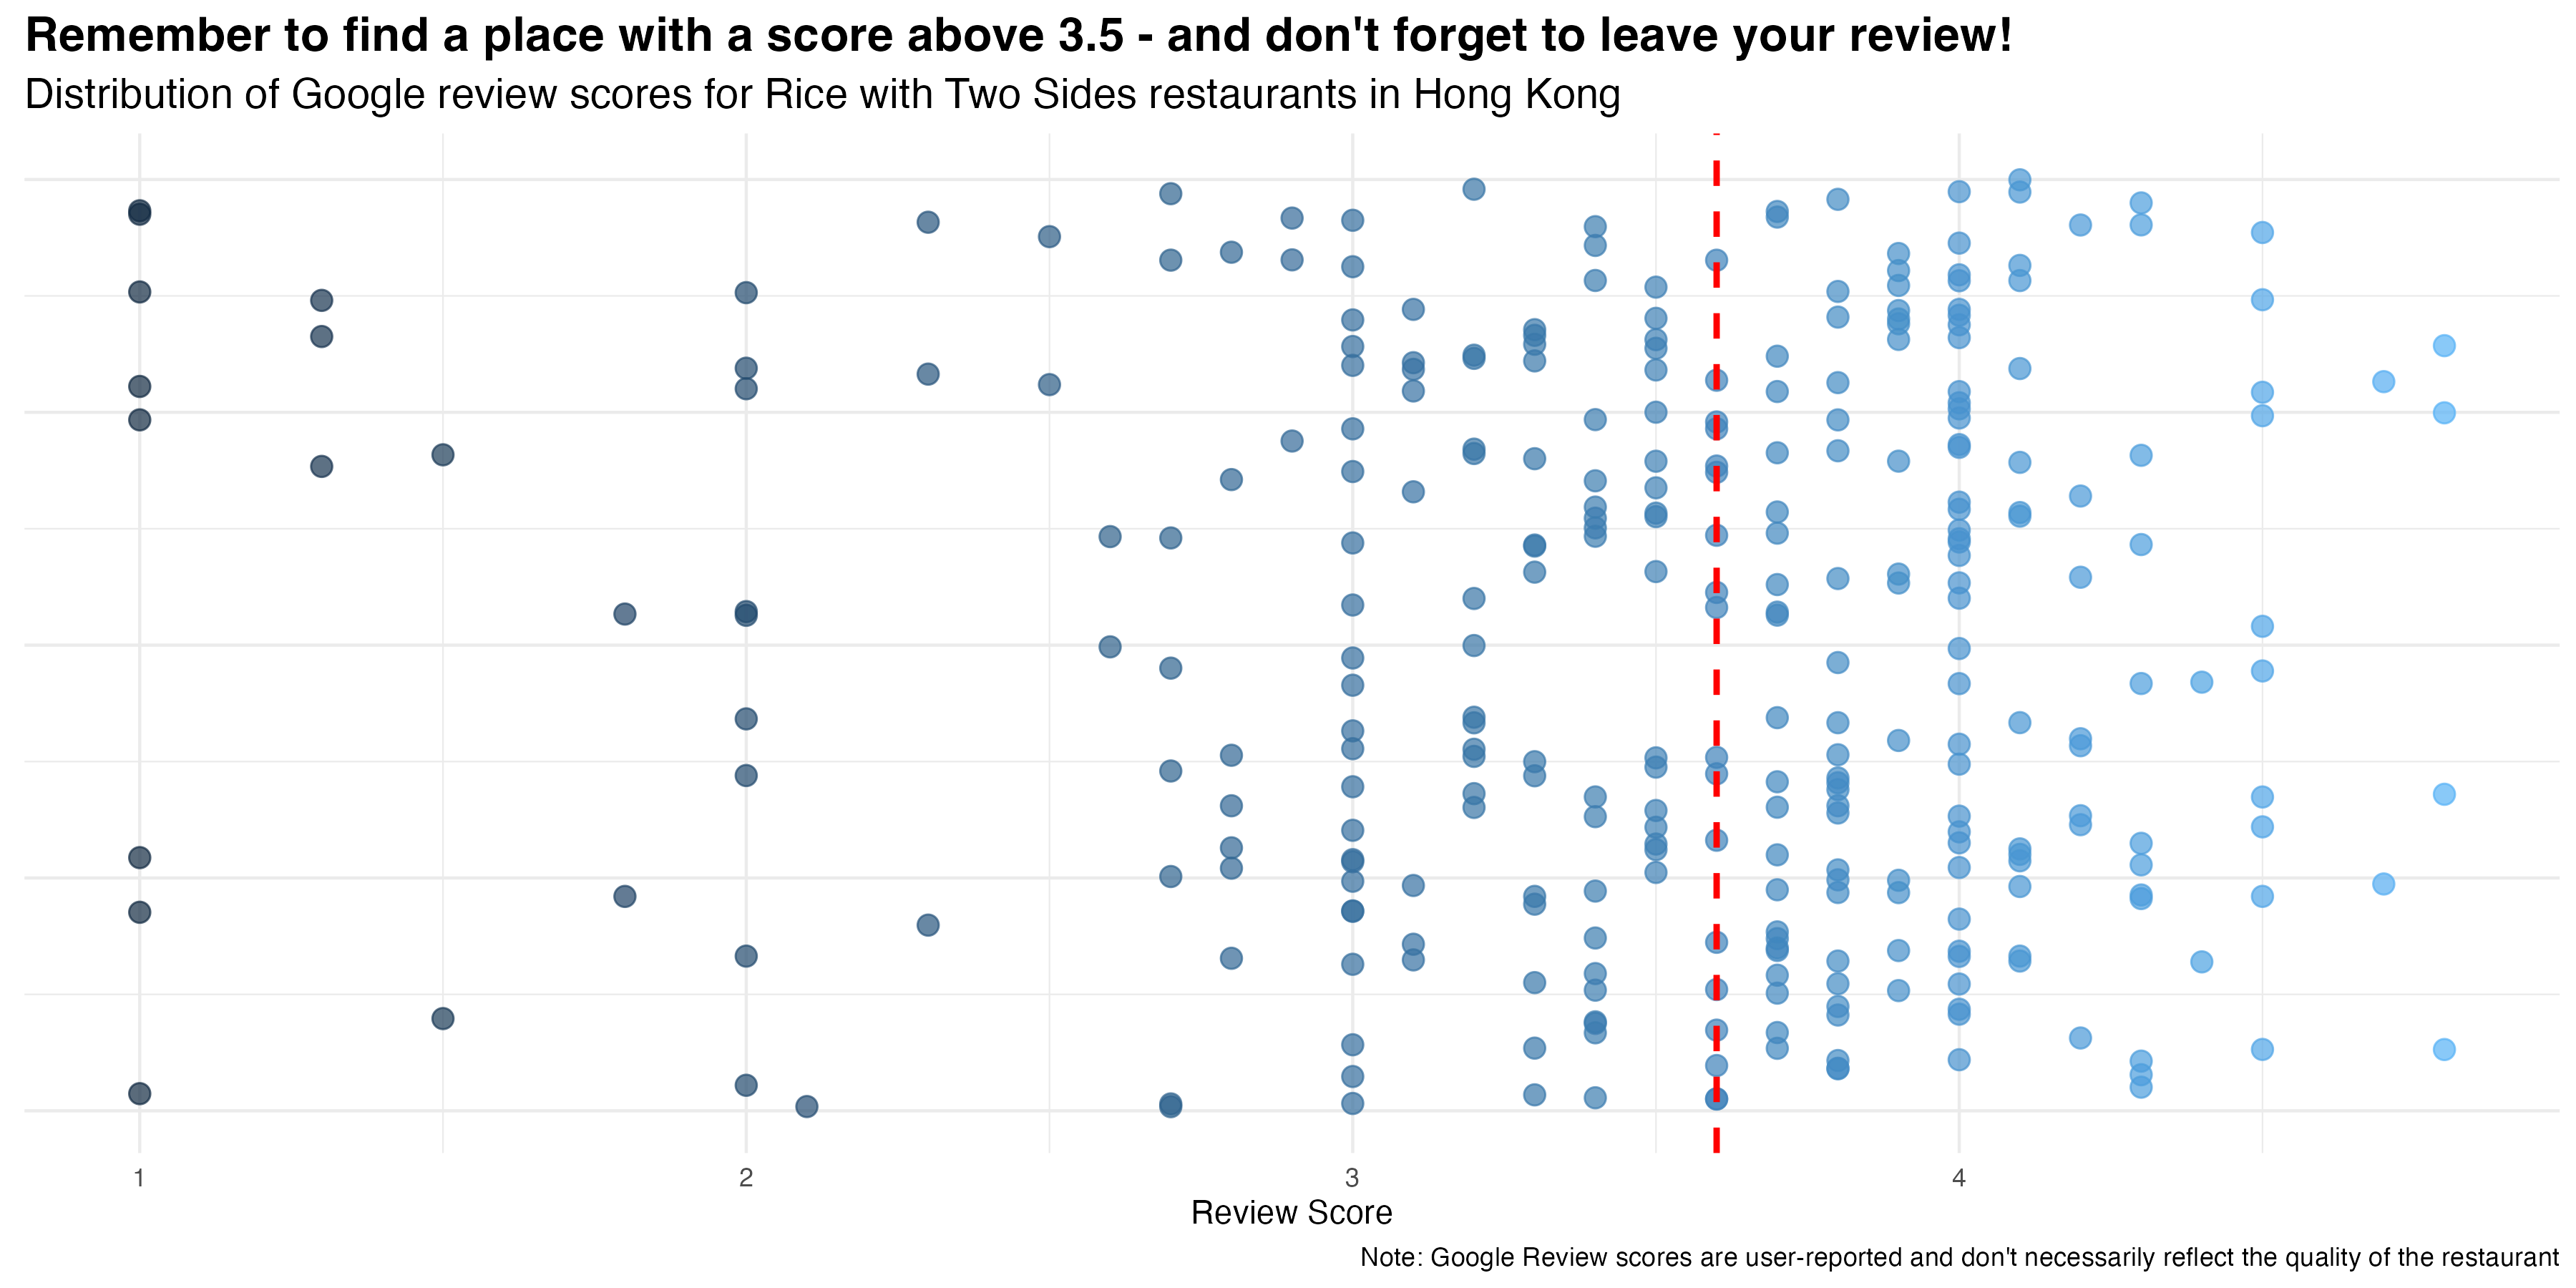 Remember to find a place with a score above 3.5 - and don't forget to leave your review!
Distribution of Google review scores for Rice with Two Sides restaurants in Hong Kong
1 2 3 4
Review Score
Note: Google Review scores are user-reported and don't necessarily reflect the quality of the restaurant